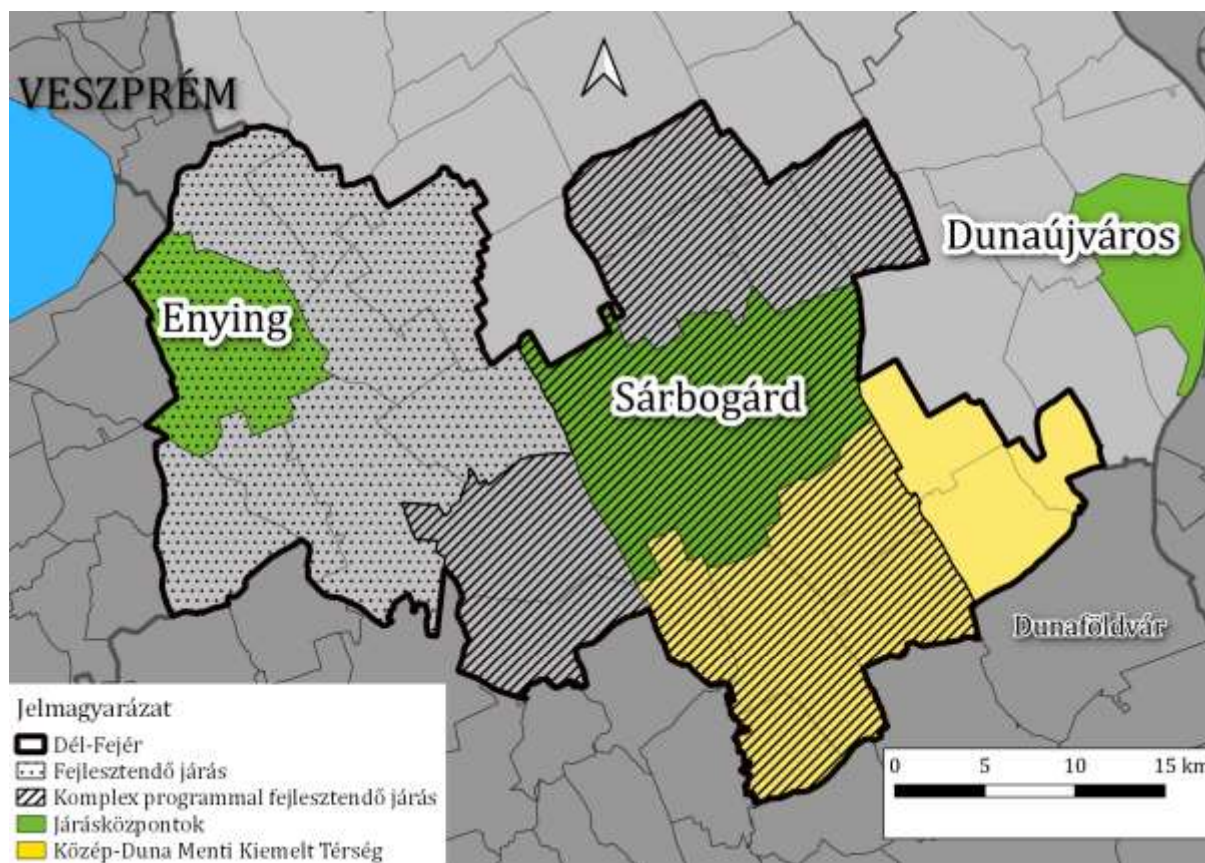 VESZPRÉM
Dunaújváros
Enying
Sárbogárd
Dunaföldvár
Jelmagyarázat
Dél-Fejér
Fejlesztendő járás
Komplex programmal fejlesztendő járás
Járásközpontok
Közép-Duna Menti Kiemelt Térség
0 5 10 15 km